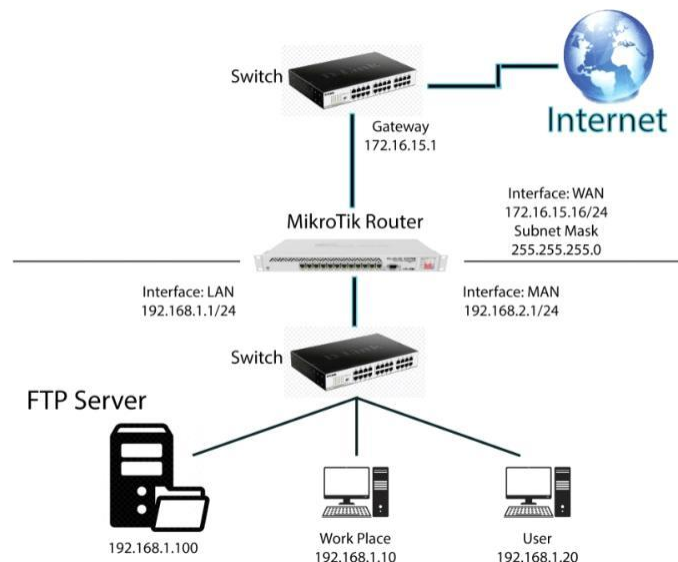 Switch
Internet
Gateway
172.16.15.1
Interface: WAN
172.16.15.16/24
Subnet Mask
255.255.255.0
MikroTik Router
Interface: LAN
192.168.1.1/24
Interface: MAN
192.168.2.1/24
Switch
FTP Server
192.168.1.100
Work Place
192.168.1.10
User
192.168.1.20